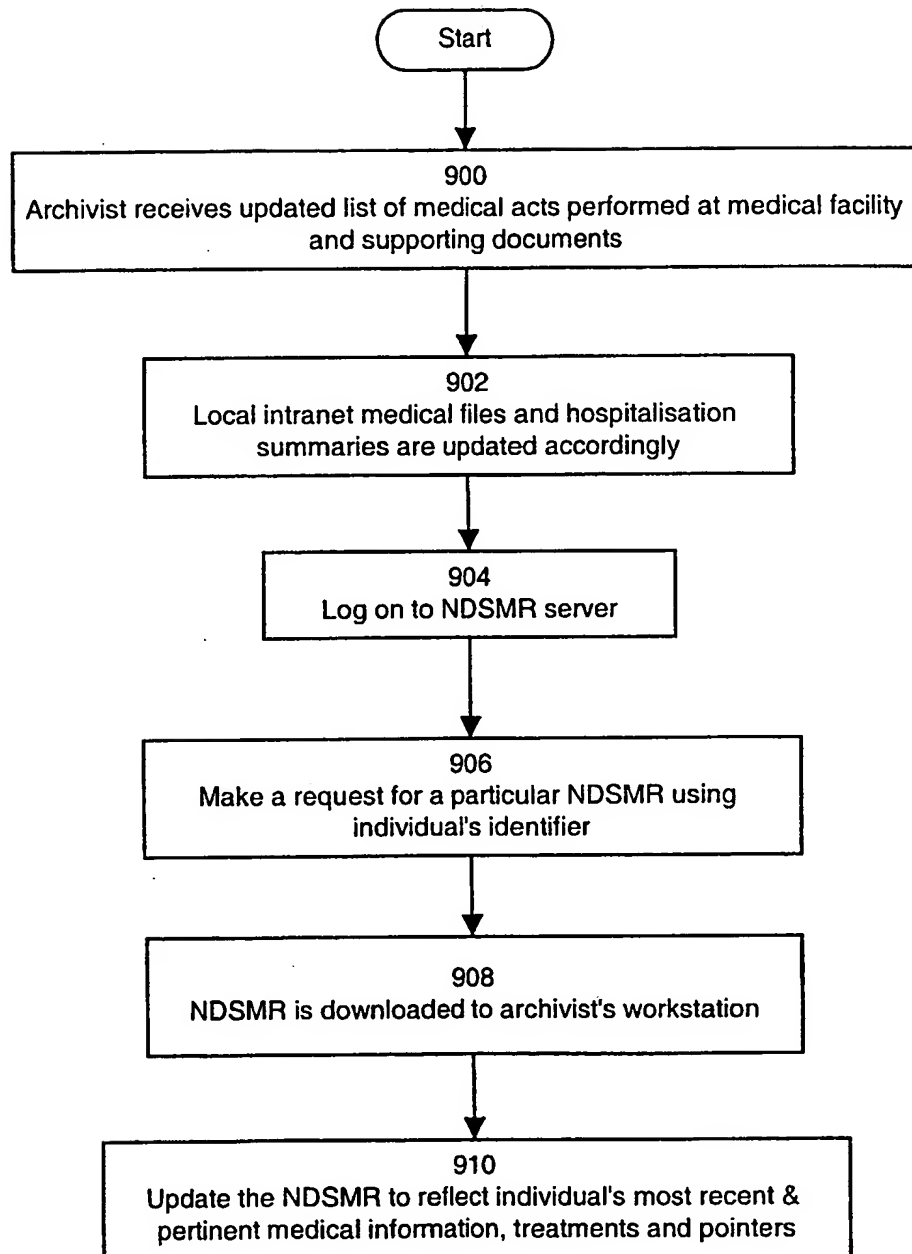 Start
900
Archivist receives updated list of medical acts performed at medical facility
and supporting documents
902
Local intranet medical files and hospitalisation
summaries are updated accordingly
904
Log on to NDSMR server
906
Make a request for a particular NDSMR using
individual's identifier
908
NDSMR is downloaded to archivist's workstation
910
Update the NDSMR to reflect individual's most recent &
pertinent medical information, treatments and pointers